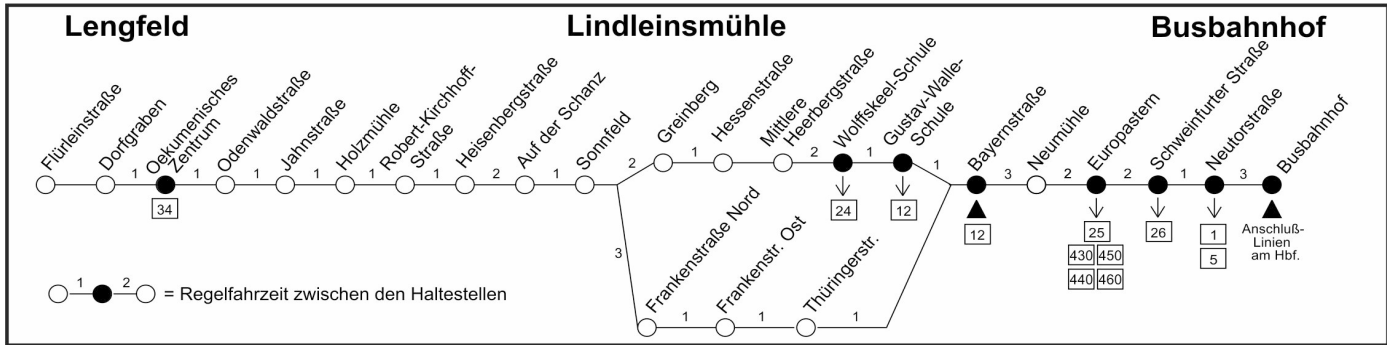 Lengfeld
Lindleinsmühle
Busbahnhof
Flürleinstraße
Dorfgraben
Oekumenisches
Zentrum
Odenwaldstraße
Jahnstraße
Holzmühle
Robert-Kirchhoff-
Straße
Heisenbergstraße
Auf der Schanz
Sonnfeld
Greinberg
Hessenstraße
Mittlere
Heerbergstraße
Wolffskeel-Schule
Gustav-Walle-
Schule
Bayernstraße
Neumühle
Europastern
Schweinfurter Straße
Neutorstraße
Busbahnhof
1 1 1 1 1 1 2 1 2 1 2 1 1 3 2 2 1 3
34
24
12
12
25
430 450
440 460
26
1
5
Anschluß-
Linien
am Hbf.
3
Frankenstraße Nord
Frankenstr. Ost
Thüringerstr.
1 1 1
1 2
= Regelfahrzeit zwischen den Haltestellen